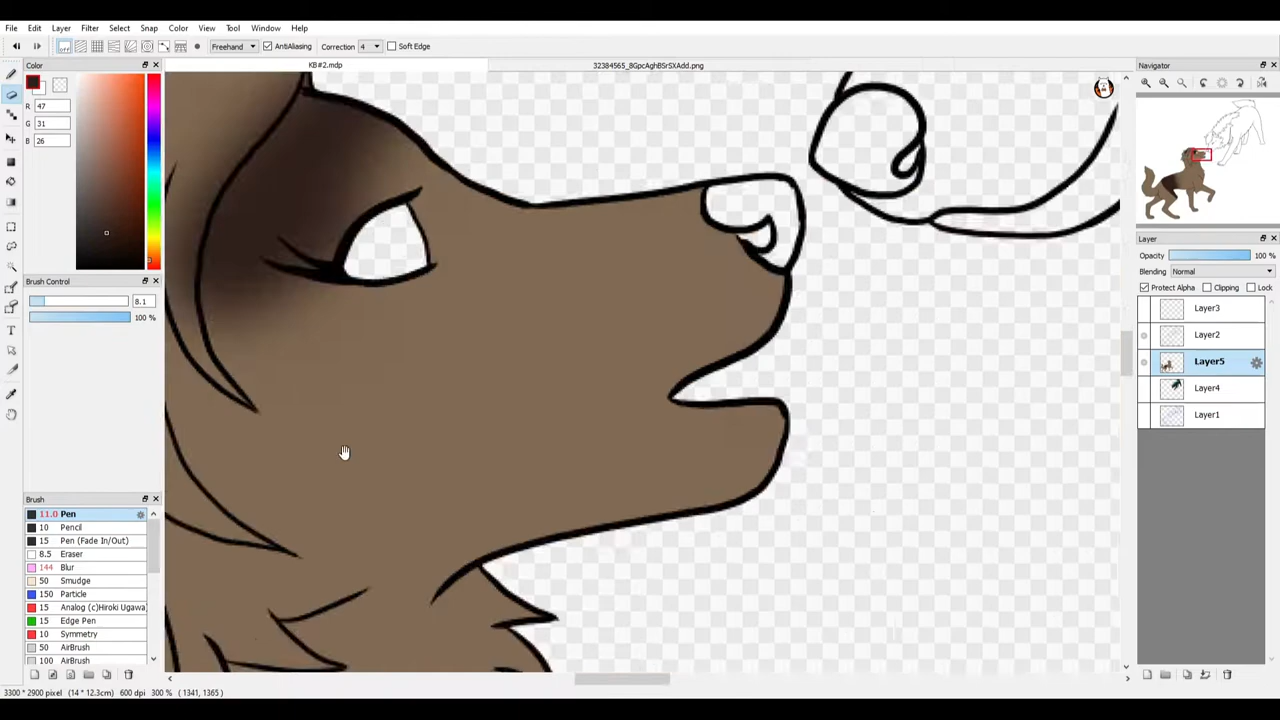 File Edit Layer Filter Select Snap Color View Tool Window Help
off Freehand AntiAliasing Correction 4 Soft Edge
KB#2.mdp 32384565_8GpcAghBSrSXAdd.png
Color
R 47
G 31
B 26
Brush Control
8.1
100 %
Brush
11.0 Pen
10 Pencil
15 Pen (Fade In/Out)
8.5 Eraser
144 Blur
50 Smudge
150 Particle
15 Analog (c)Hiroki Ugawa
15 Edge Pen
10 Symmetry
50 AirBrush
100 AirBrush
Navigator
Layer
Opacity 100 %
Blending Normal
Protect Alpha Clipping Lock
Layer3
Layer2
Layer5
Layer4
Layer1
3300 * 2900 pixel (14 * 12.3cm) 600 dpi 300 % ( 1341, 1365 )